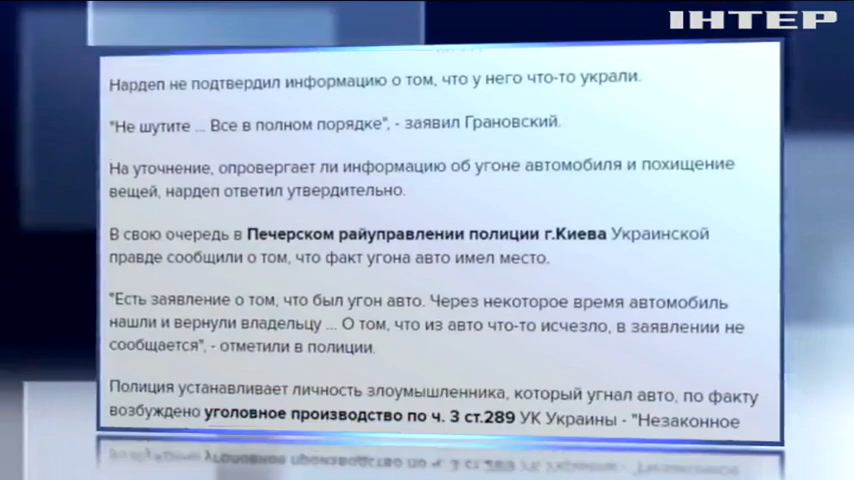 ІНТЕР
Нардеп не подтвердил информацию о том, что у него что-то украли.
"Не шутите ... Все в полном порядке", - заявил Грановский.
На уточнение, опровергает ли информацию об угоне автомобиля и похищение
вещей, нардеп ответил утвердительно.
В свою очередь в Печерском райуправлении полиции г.Киева Украинской
правде сообщили о том, что факт угона авто имел место.
"Есть заявление о том, что был угон авто. Через некоторое время автомобиль
нашли и вернули владельцу ... О том, что из авто что-то исчезло, в заявлении не
сообщается", - отметили в полиции.
Полиция устанавливает личность злоумышленника, который угнал авто, по факту
возбуждено уголовное производство по ч. 3 ст.289 УК Украины - "Незаконное